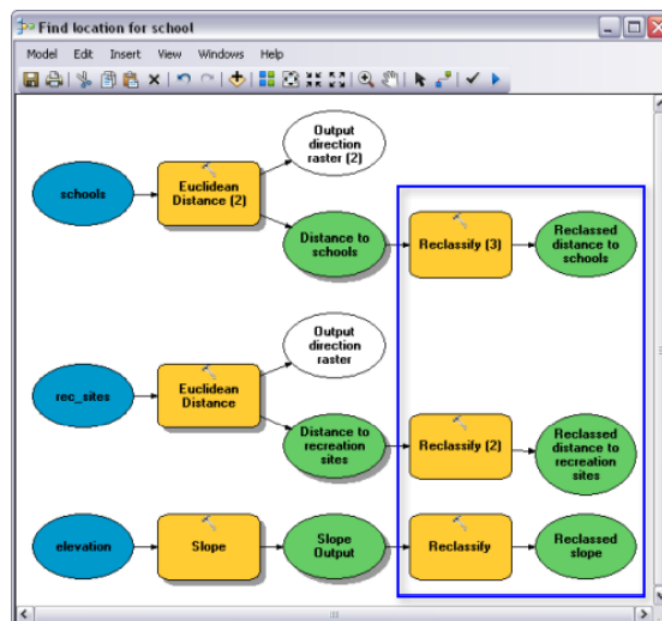 Find location for school
Model Edit Insert View Windows Help
Output
direction
raster (2)
schools
Euclidean
Distance (2)
Distance to
schools
Reclassify (3)
Reclassed
distance to
schools
Output
direction
raster
rec_sites
Euclidean
Distance
Distance to
recreation
sites
Reclassify (2)
Reclassed
distance to
recreation
sites
elevation
Slope
Slope
Output
Reclassify
Reclassed
slope